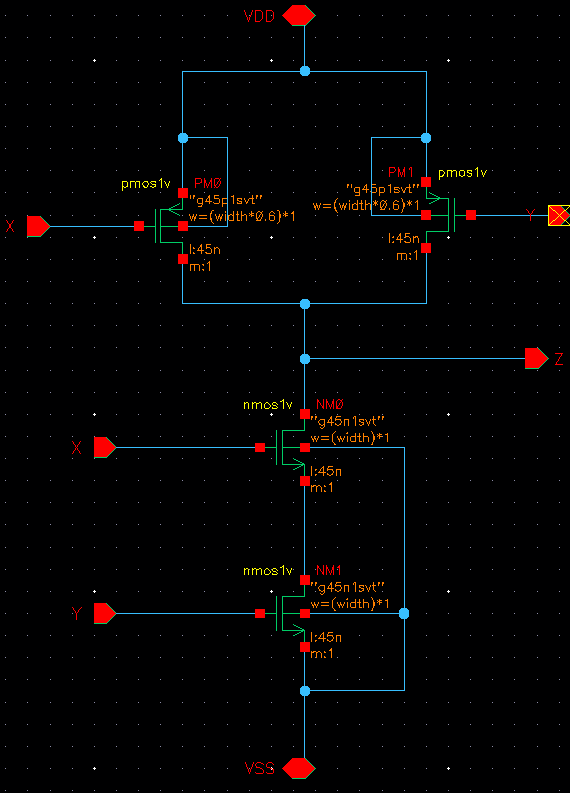 VDD
pmos1v
PM0
"g45p1svt"
w=(width*0.6)*1
l:45n
m:1
X
PM1
pmos1v
"g45p1svt"
w=(width*0.6)*1
l:45n
m:1
Y
Z
nmos1v
NM0
"g45n1svt"
w=(width)*1
l:45n
m:1
X
nmos1v
NM1
"g45n1svt"
w=(width)*1
l:45n
m:1
Y
VSS